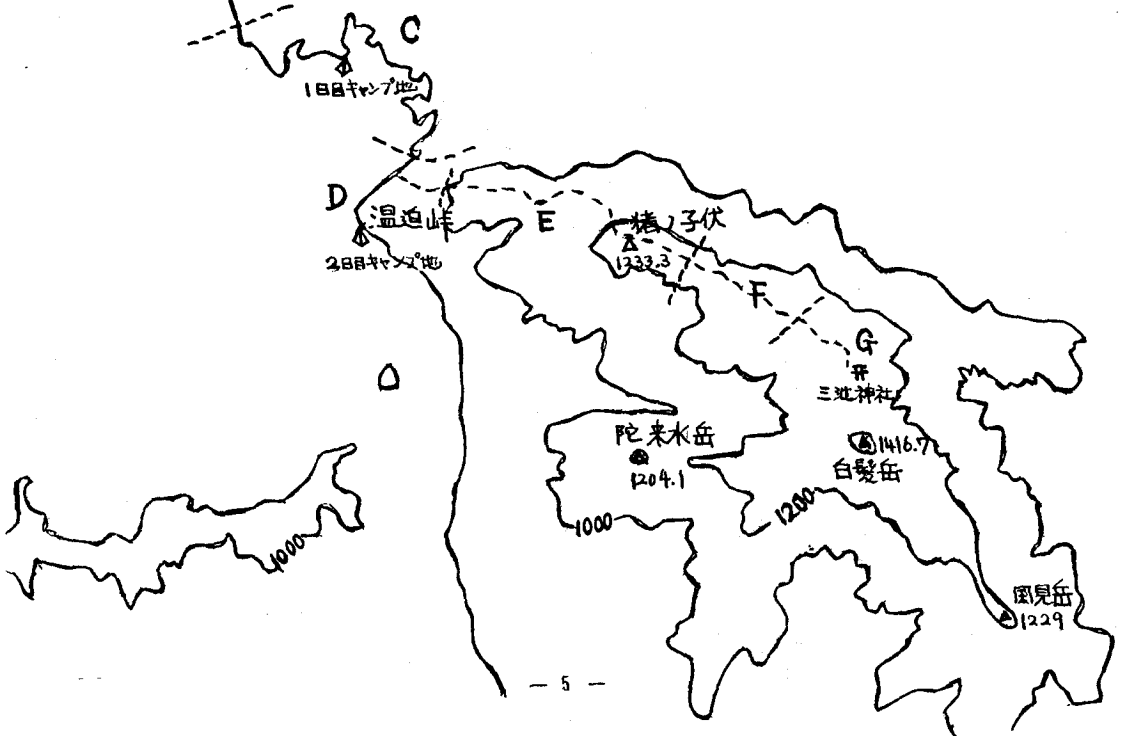 C
1日目キャンプ地
D
温迫峠
2日目キャンプ地
E
猪ノ子伏
1233.3
F
G
三池神社
陀来水岳
1204.1
1416.7
白髪岳
1200
1000
1000
風見岳
1229
— 5 —